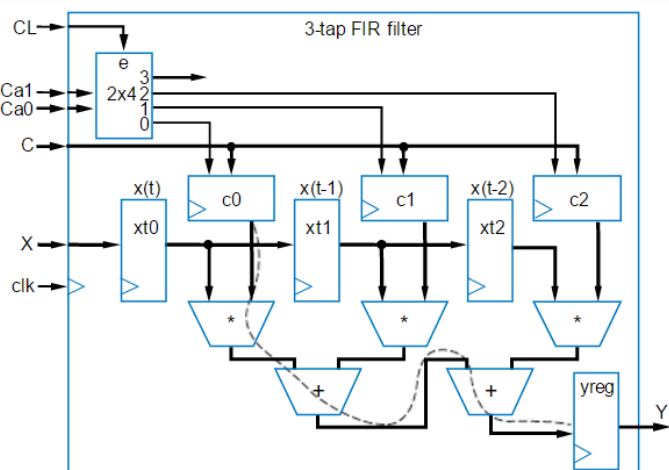 CL
3-tap FIR filter
e
3
Ca1
2x4
2
Ca0
1
0
C
x(t)
x(t-1)
x(t-2)
c0
c1
c2
xt0
xt1
xt2
X
clk
*
*
*
+
+
yreg
Y